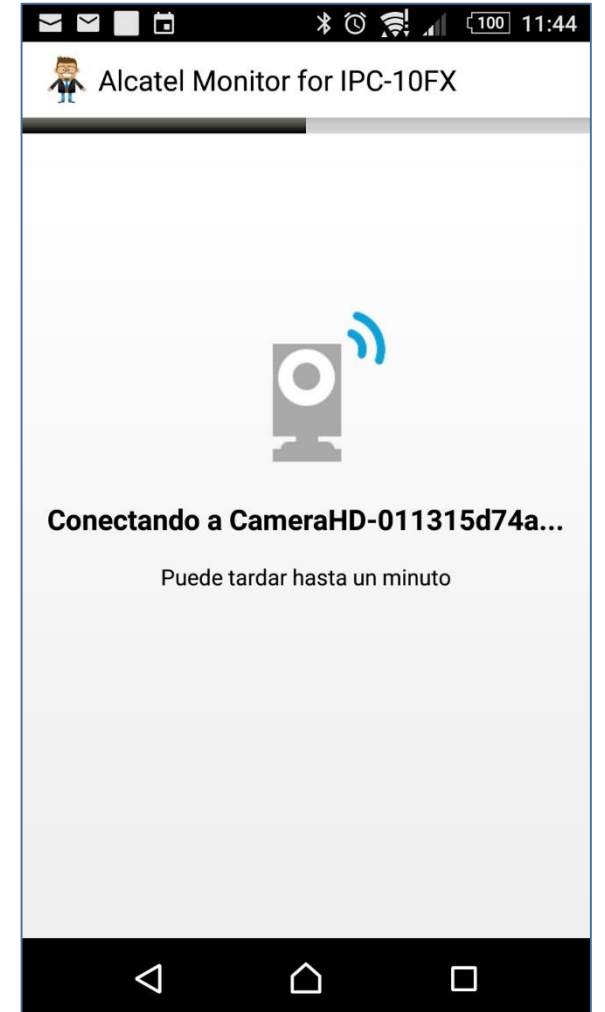 100 11:44
Alcatel Monitor for IPC-10FX
Conectando a CameraHD-011315d74a...
Puede tardar hasta un minuto